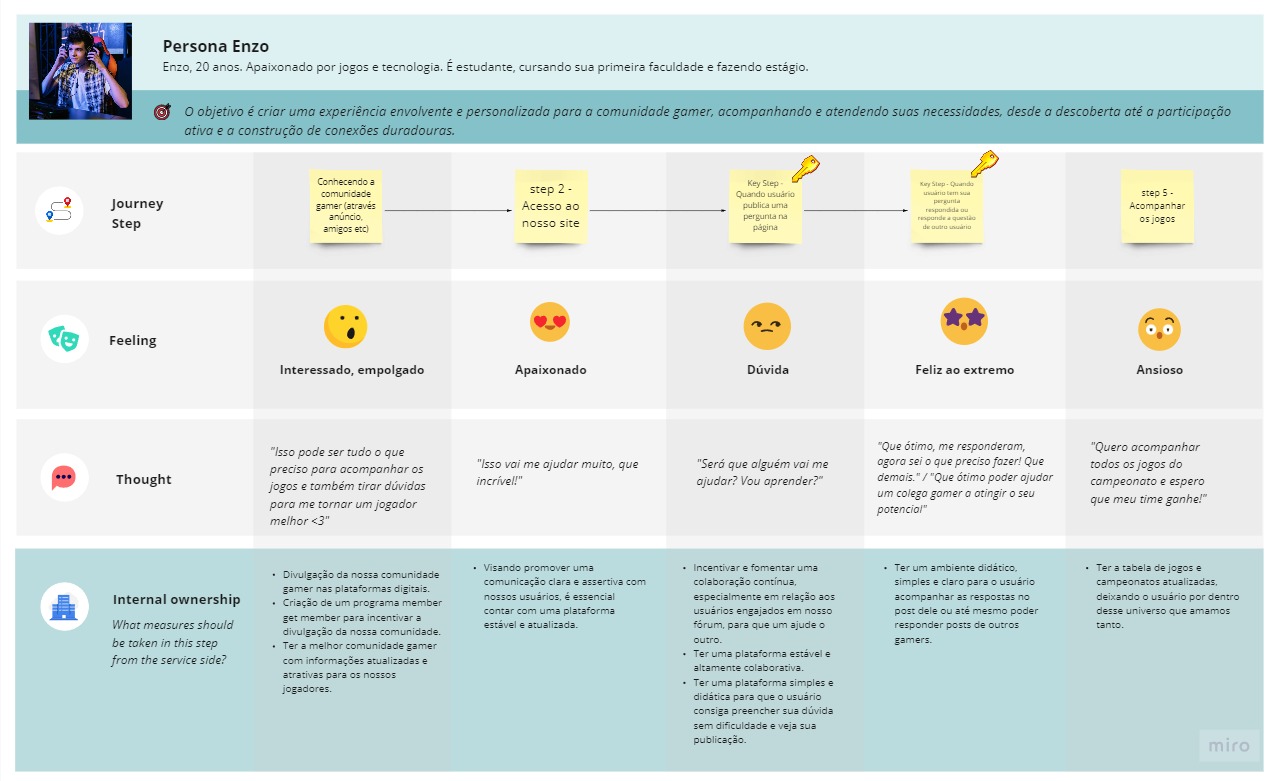 Persona Enzo
Enzo, 20 anos. Apaixonado por jogos e tecnologia. É estudante, cursando sua primeira faculdade e fazendo estágio.
O objetivo é criar uma experiência envolvente e personalizada para a comunidade gamer, acompanhando e atendendo suas necessidades, desde a descoberta até a participação
ativa e a construção de conexões duradouras.
Journey
Step
Conhecendo a
comunidade
gamer (através
anúncio,
amigos etc)
step 2 -
Acesso ao
nosso site
Key Step -
Quando usuário
publica uma
pergunta na
página
Key Step - Quando
usuário tem sua
pergunta
respondida ou
responde a questão
de outro usuário
step 5 -
Acompanhar
os jogos
Feeling
Interessado, empolgado
Apaixonado
Dúvida
Feliz ao extremo
Ansioso
Thought
"Isso pode ser tudo o que
preciso para acompanhar os
jogos e também tirar dúvidas
para me tornar um jogador
melhor <3"
"Isso vai me ajudar muito, que
incrível!"
"Será que alguém vai me
ajudar? Vou aprender?"
"Que ótimo, me responderam,
agora sei o que preciso fazer! Que
demais." / "Que ótimo poder ajudar
um colega gamer a atingir o seu
potencial"
"Quero acompanhar
todos os jogos do
campeonato e espero
que meu time ganhe!"
Internal ownership
What measures should
be taken in this step
from the service side?
• Divulgação da nossa comunidade
gamer nas plataformas digitais.
• Criação de um programa member
get member para incentivar a
divulgação da nossa comunidade.
• Ter a melhor comunidade gamer
com informações atualizadas e
atrativas para os nossos
jogadores.
• Visando promover uma
comunicação clara e assertiva com
nossos usuários, é essencial
contar com uma plataforma
estável e atualizada.
• Incentivar e fomentar uma
colaboração contínua,
especialmente em relação aos
usuários engajados em nosso
fórum, para que um ajude o
outro.
• Ter uma plataforma estável e
altamente colaborativa.
• Ter uma plataforma simples e
didática para que o usuário
consiga preencher sua dúvida
sem dificuldade e veja sua
publicação.
• Ter um ambiente didático,
simples e claro para o usuário
acompanhar as respostas no
post dele ou até mesmo poder
responder posts de outros
gamers.
• Ter a tabela de jogos e
campeonatos atualizadas,
deixando o usuário por dentro
desse universo que amamos
tanto.
miro